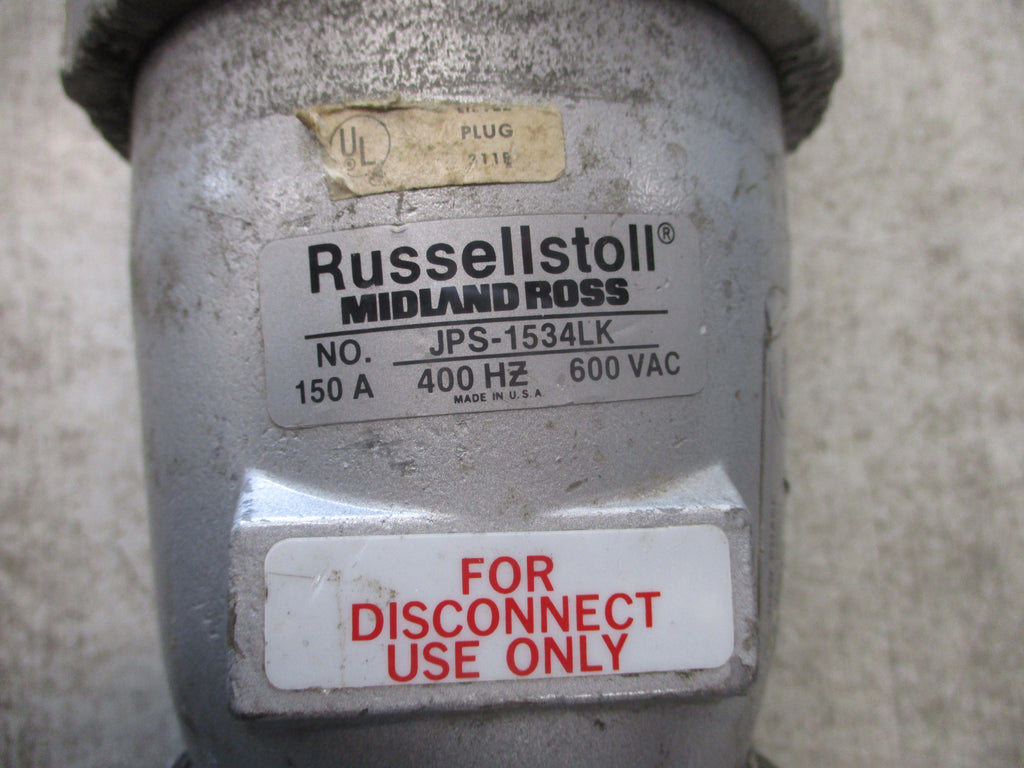 UL
PLUG
Russellstoll®
MIDLAND ROSS
NO. JPS-1534LK
150 A 400 HZ 600 VAC
MADE IN U.S.A.
FOR
DISCONNECT
USE ONLY